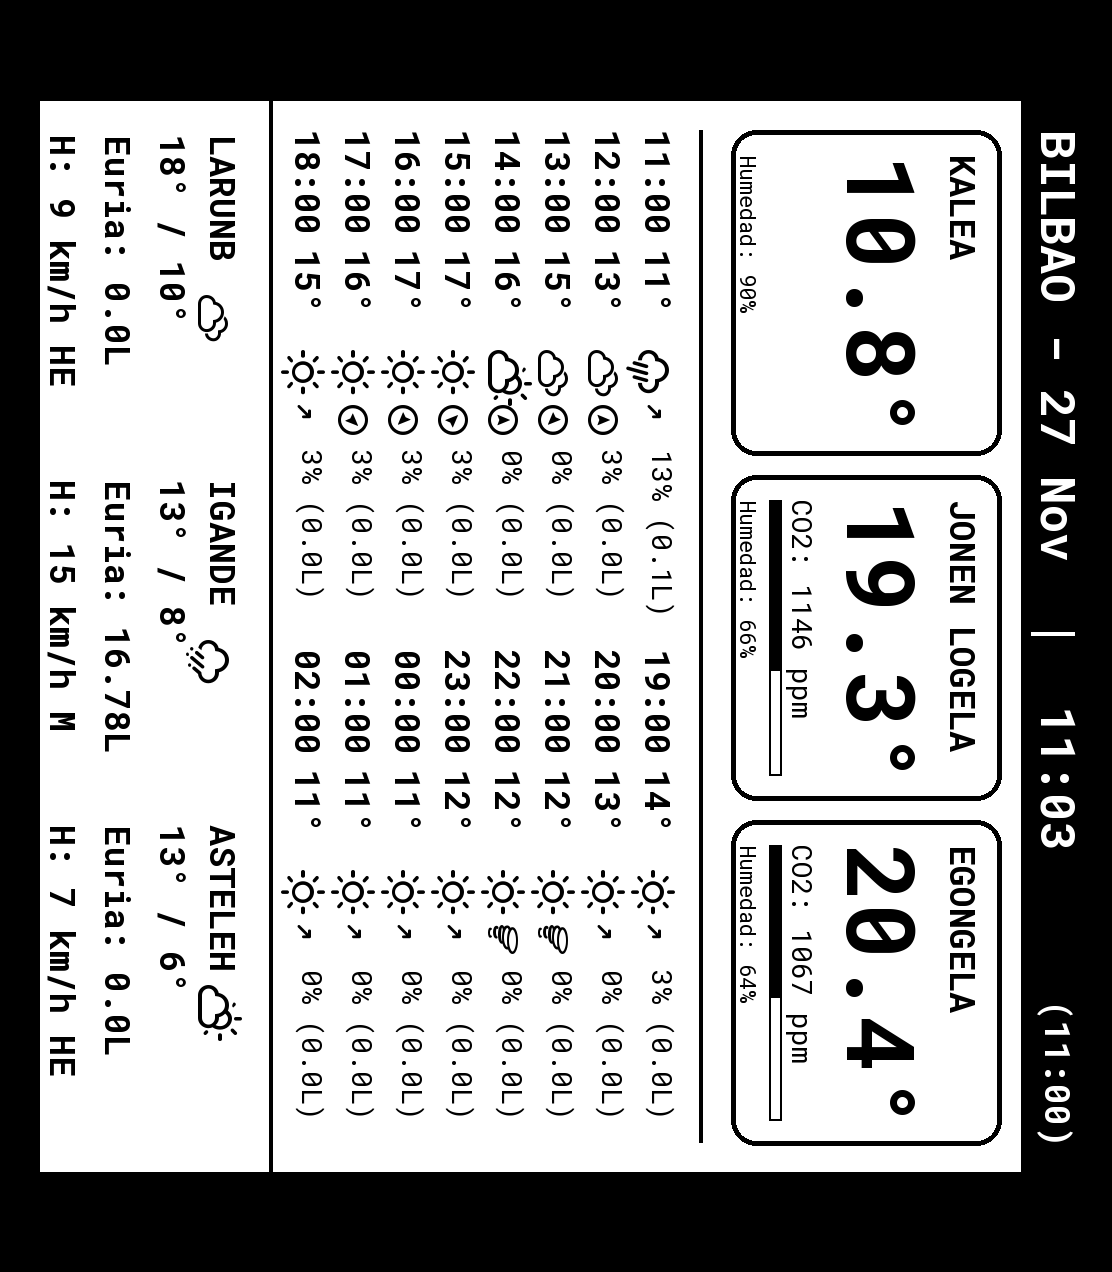 BILBAO - 27 Nov | 11:03 (11:00)
KALEA
10.8°
Humedad: 90%
JONEN LOGELA
19.3°
CO2: 1146 ppm
Humedad: 66%
EGONGELA
20.4°
CO2: 1067 ppm
Humedad: 64%
11:00 11° 13% (0.1L)
12:00 13° 3% (0.0L)
13:00 15° 0% (0.0L)
14:00 16° 0% (0.0L)
15:00 17° 3% (0.0L)
16:00 17° 3% (0.0L)
17:00 16° 3% (0.0L)
18:00 15° 3% (0.0L)
19:00 14° 3% (0.0L)
20:00 13° 0% (0.0L)
21:00 12° 0% (0.0L)
22:00 12° 0% (0.0L)
23:00 12° 0% (0.0L)
00:00 11° 0% (0.0L)
01:00 11° 0% (0.0L)
02:00 11° 0% (0.0L)
LARUNB
18° / 10°
Euria: 0.0L
H: 9 km/h HE
IGANDE
13° / 8°
Euria: 16.78L
H: 15 km/h M
ASTELEH
13° / 6°
Euria: 0.0L
H: 7 km/h HE